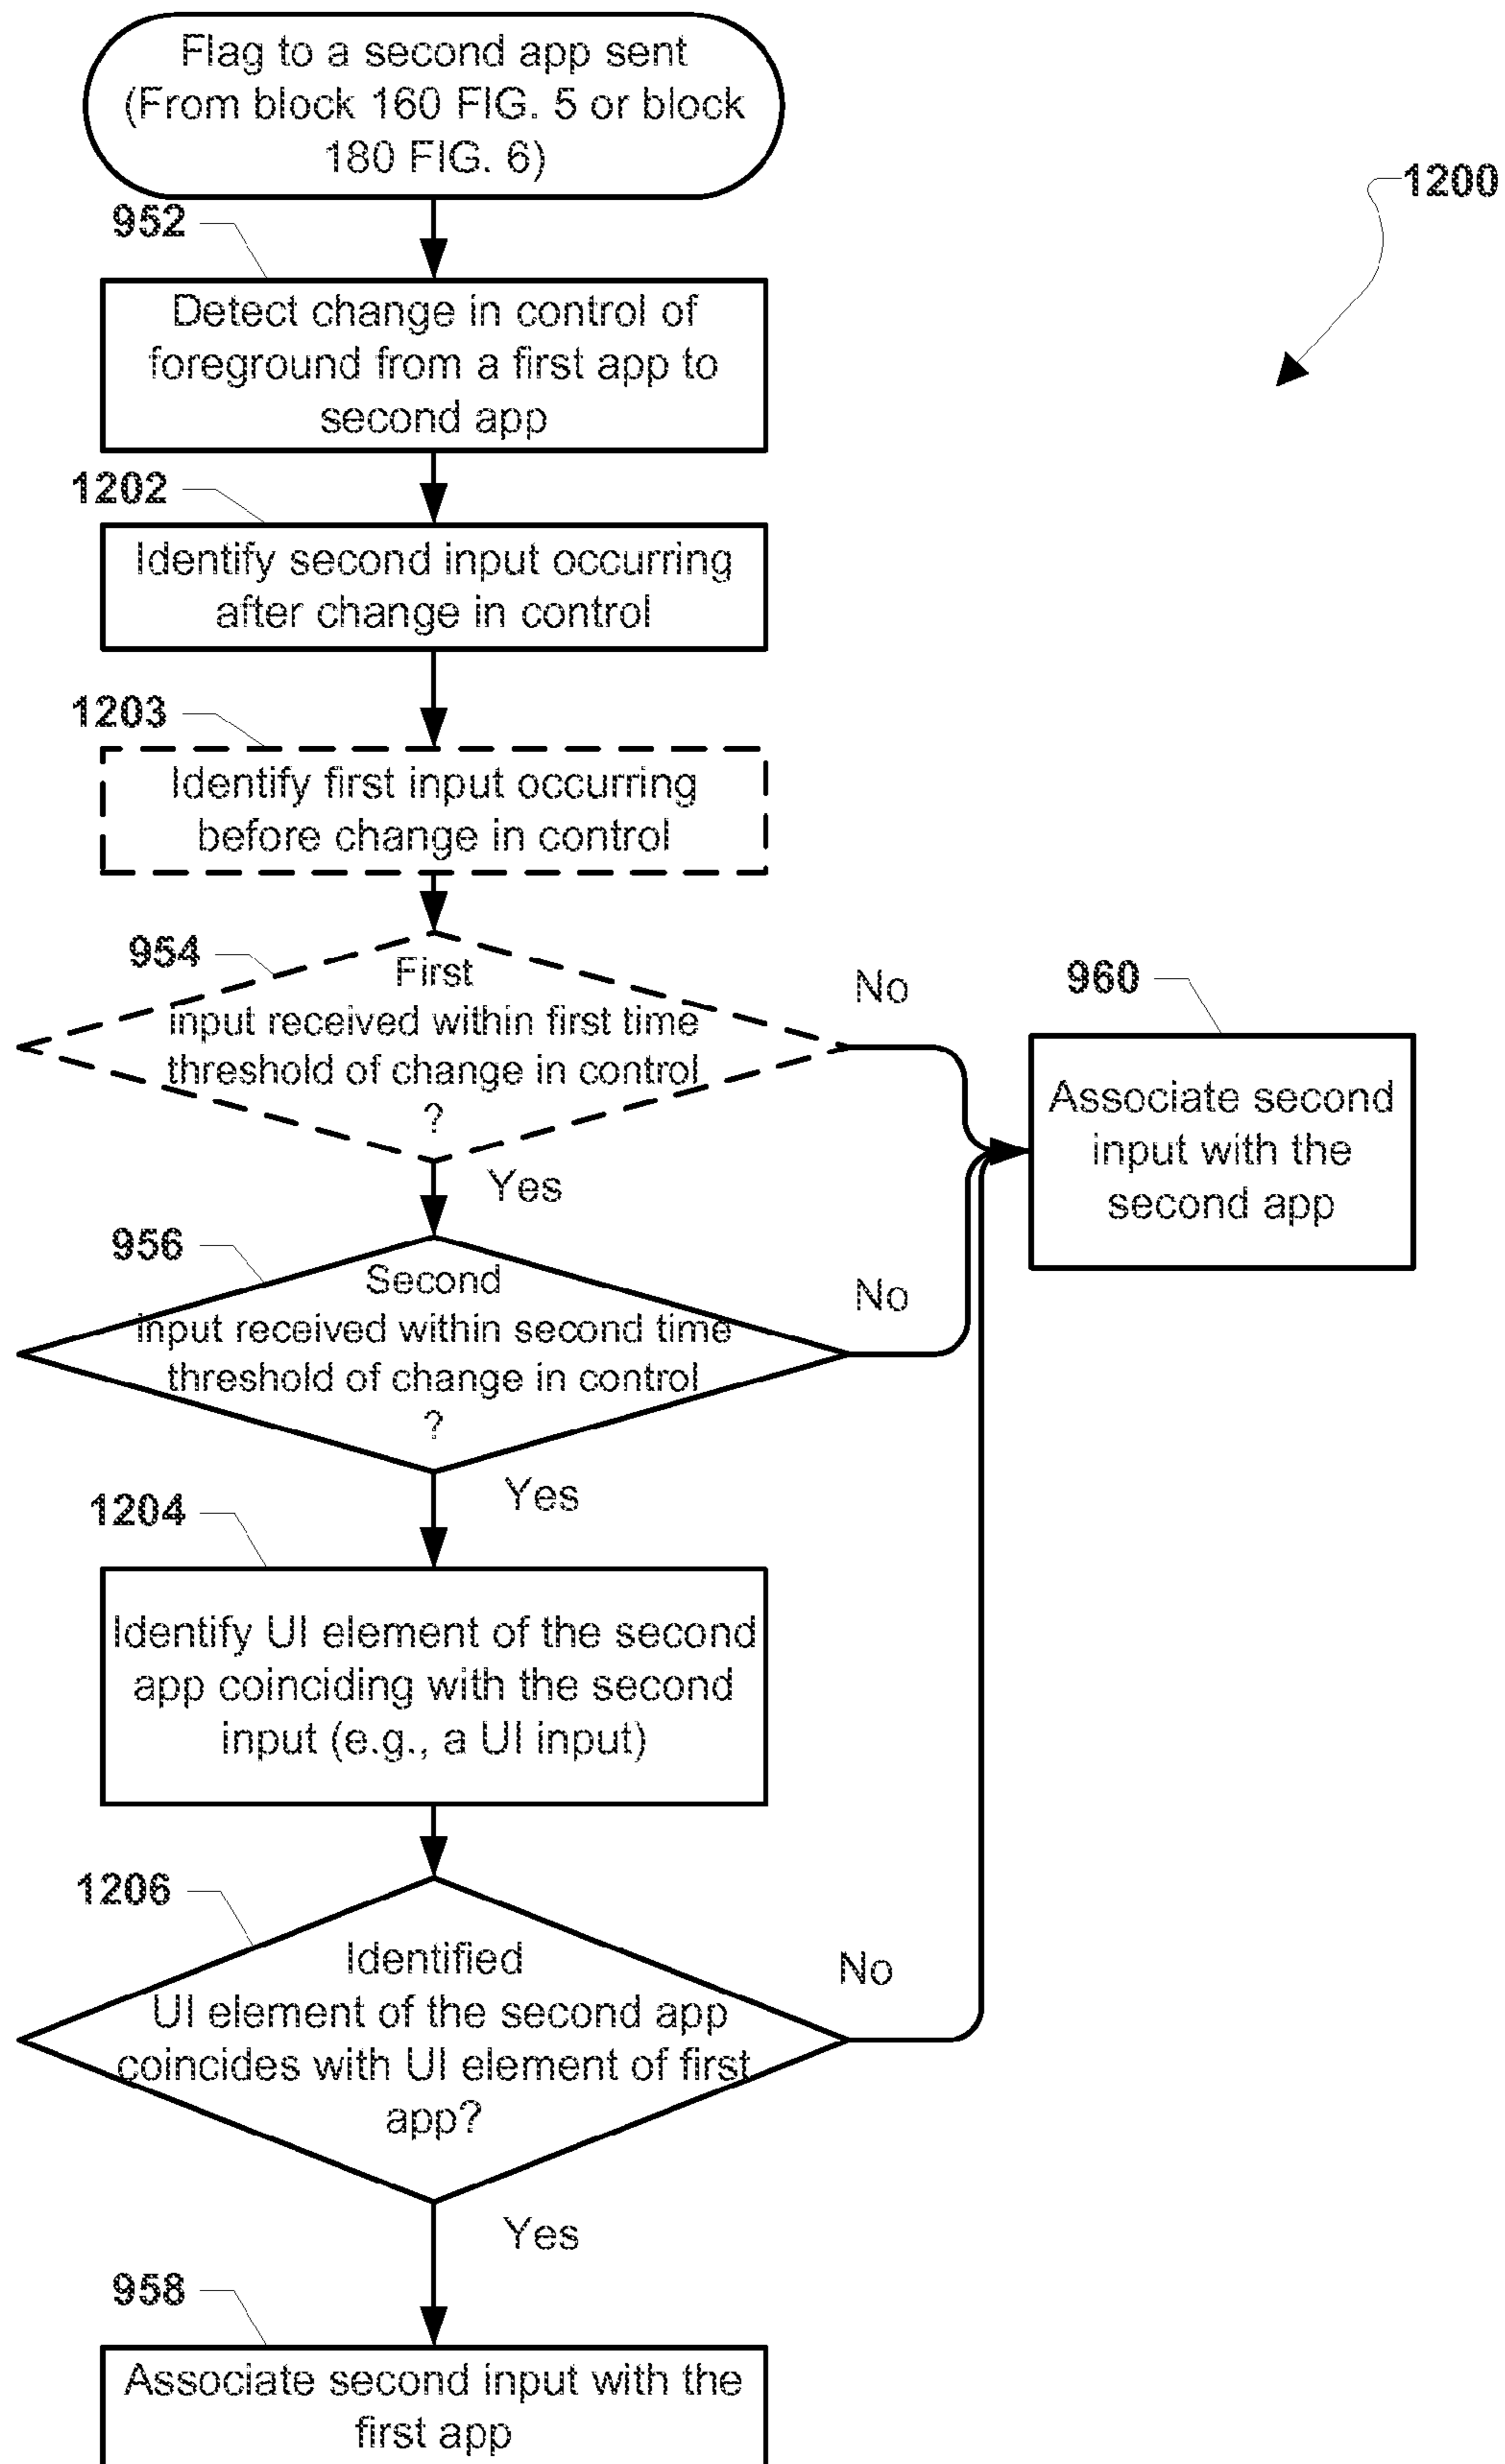 Flag to a second app sent
(From block 160 FIG. 5 or block
180 FIG. 6)
1200
952
Detect change in control of
foreground from a first app to
second app
1202
Identify second input occurring
after change in control
1203
Identify first input occurring
before change in control
954
First
input received within first time
threshold of change in control
?
No
Yes
960
Associate second
input with the
second app
956
Second
input received within second time
threshold of change in control
?
No
Yes
1204
Identify UI element of the second
app coinciding with the second
input (e.g., a UI input)
1206
Identified
UI element of the second app
coincides with UI element of first
app?
No
Yes
958
Associate second input with the
first app